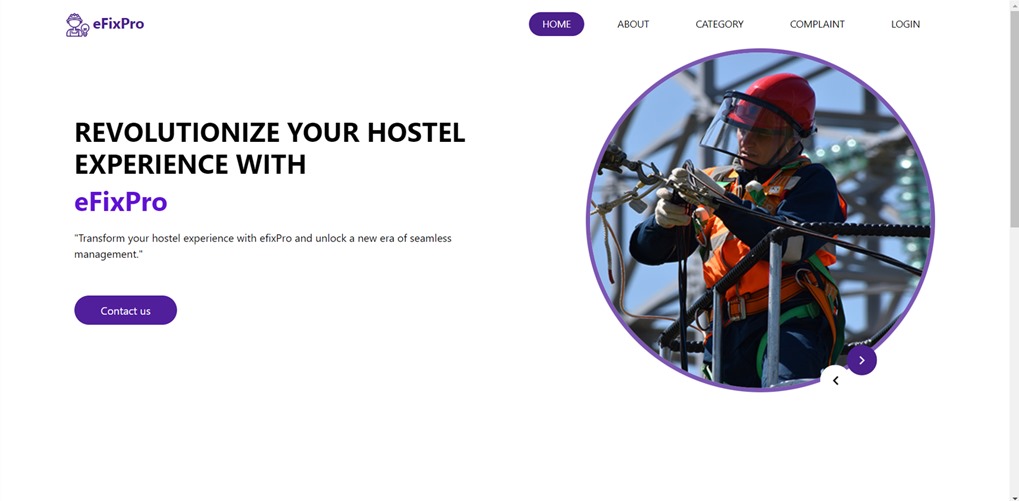 eFixPro
HOME ABOUT CATEGORY COMPLAINT LOGIN
REVOLUTIONIZE YOUR HOSTEL
EXPERIENCE WITH
eFixPro
"Transform your hostel experience with efixPro and unlock a new era of seamless
management."
Contact us